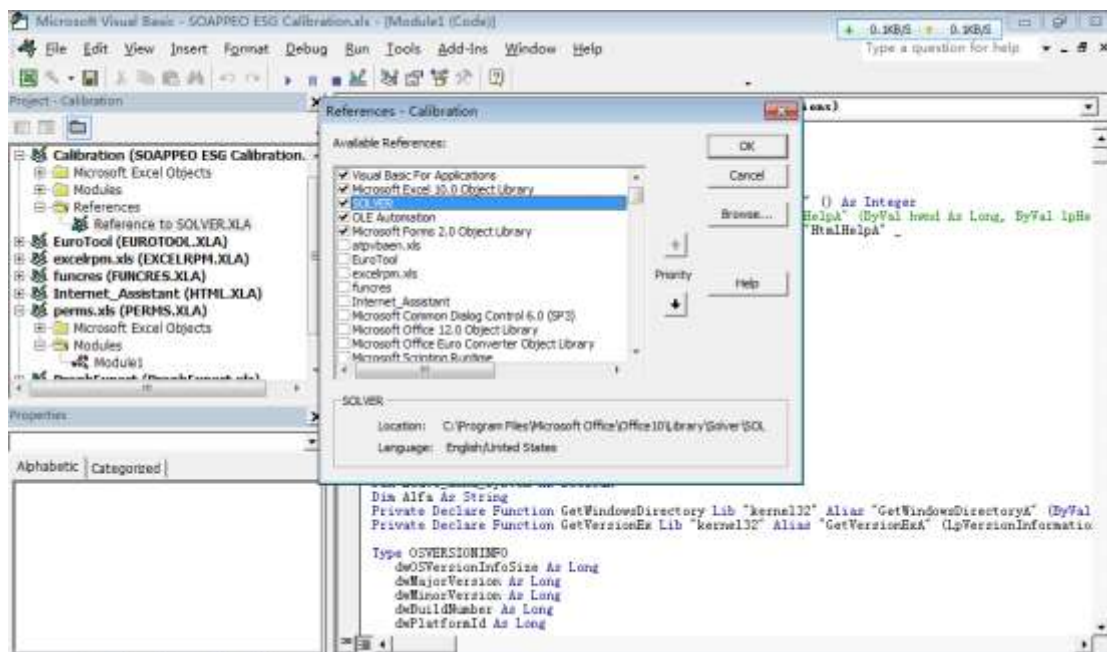 Microsoft Visual Basic - SOAPPEO ESG Calibration.xls - [Module1 (Code)]
0.1KB/S 0.1KB/S
File Edit View Insert Format Debug Run Tools Add-Ins Window Help
Type a question for help
Project - Calibration
Calibration (SOAPPEO ESG Calibration.
Microsoft Excel Objects
Modules
References
Reference to SOLVER.XLA
EuroTool (EUROTOOL.XLA)
excelrpm.xls (EXCELRPM.XLA)
funcres (FUNCRES.XLA)
Internet_Assistant (HTML.XLA)
perms.xls (PERMS.XLA)
Microsoft Excel Objects
Modules
Module1
Properties
Alphabetic Categorized
References - Calibration
Available References:
Visual Basic For Applications
Microsoft Excel 10.0 Object Library
SOLVER
OLE Automation
Microsoft Forms 2.0 Object Library
atpvbaen.xls
EuroTool
excelrpm.xls
funcres
Internet_Assistant
Microsoft Common Dialog Control 6.0 (SP3)
Microsoft Office 12.0 Object Library
Microsoft Office Euro Converter Object Library
Microsoft Scripting Runtime
OK
Cancel
Browse...
Priority
Help
SOLVER
Location: C:\Program Files\Microsoft Office\Office10\Library\Solver\SOL
Language: English/United States
() As Integer
HelpA" (ByVal hwnd As Long, ByVal lpHe
"HtmlHelpA" _
Dim Alfa As String
Private Declare Function GetWindowsDirectory Lib "kernel32" Alias "GetWindowsDirectoryA" (ByVal
Private Declare Function GetVersionEx Lib "kernel32" Alias "GetVersionExA" (LpVersionInformatio
Type OSVERSIONINFO
dwOSVersionInfoSize As Long
dwMajorVersion As Long
dwMinorVersion As Long
dwBuildNumber As Long
dwPlatformId As Long